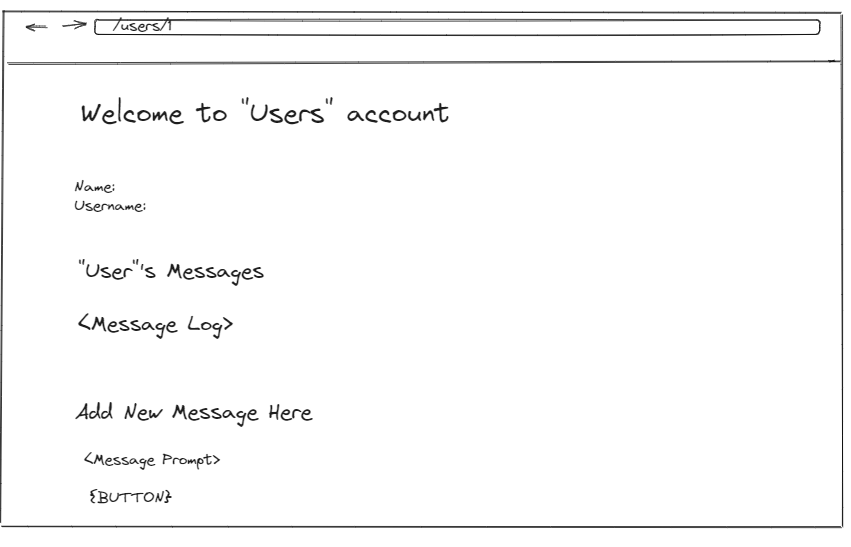 /users/1
Welcome to "Users" account
Name:
Username:
"User"'s Messages
<Message Log>
Add New Message Here
<Message Prompt>
{BUTTON}